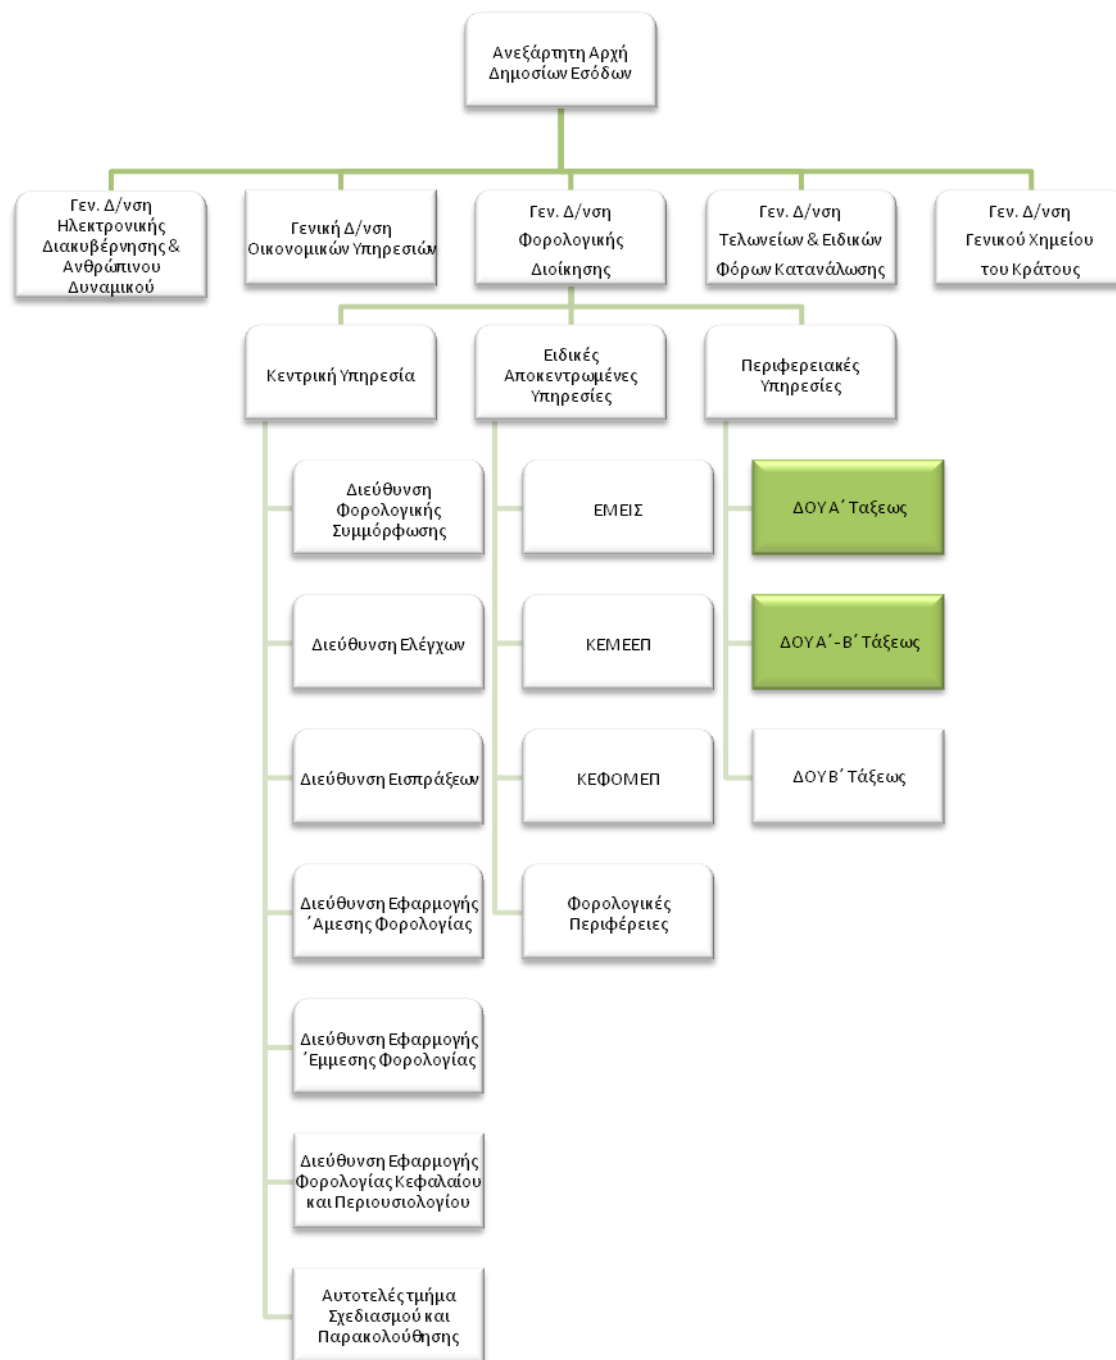 Ανεξάρτητη Αρχή
Δημοσίων Εσόδων
Γεν. Δ/νση
Ηλεκτρονικής
Διακυβέρνησης &
Ανθρώπινου
Δυναμικού
Γενική Δ/νση
Οικονομικών Υπηρεσιών
Γεν. Δ/νση
Φορολογικής
Διοίκησης
Γεν. Δ/νση
Τελωνείων & Ειδικών
Φόρων Κατανάλωσης
Γεν. Δ/νση
Γενικού Χημείου
του Κράτους
Κεντρική Υπηρεσία
Ειδικές
Αποκεντρωμένες
Υπηρεσίες
Περιφερειακές
Υπηρεσίες
Διεύθυνση
Φορολογικής
Συμμόρφωσης
Διεύθυνση Ελέγχων
Διεύθυνση Εισπράξεων
Διεύθυνση Εφαρμογής
΄Αμεσης Φορολογίας
Διεύθυνση Εφαρμογής
΄Εμμεσης Φορολογίας
Διεύθυνση Εφαρμογής
Φορολογίας Κεφαλαίου
και Περιουσιολογίου
Αυτοτελές τμήμα
Σχεδιασμού και
Παρακολούθησης
ΕΜΕΙΣ
ΚΕΜΕΕΠ
ΚΕΦΟΜΕΠ
Φορολογικές
Περιφέρειες
ΔΟΥ Α΄ Ταξεως
ΔΟΥ Α΄-Β΄ Τάξεως
ΔΟΥ Β΄ Τάξεως